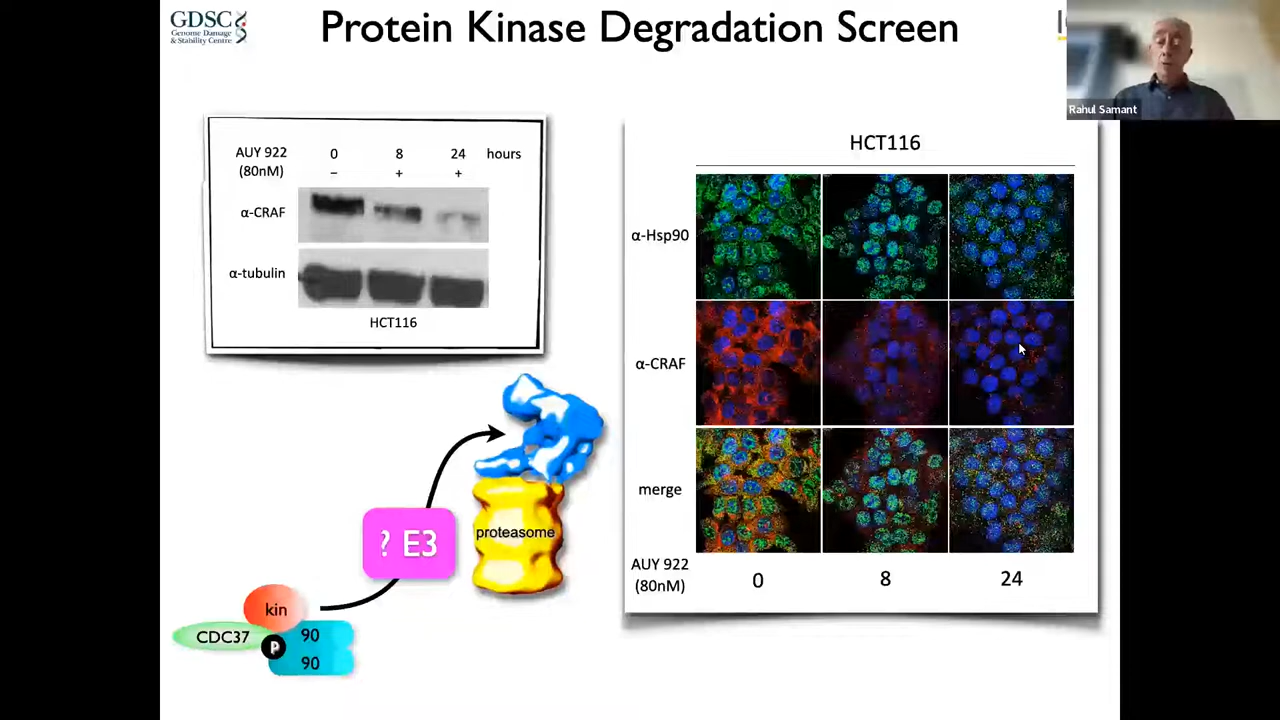 GDSC
Genome Damage
& Stability Centre
Protein Kinase Degradation Screen
Rahul Samant
AUY 922 0 8 24 hours
(80nM) – + +
α-CRAF
α-tubulin
HCT116
HCT116
α-Hsp90
α-CRAF
merge
AUY 922
(80nM) 0 8 24
? E3
proteasome
kin
CDC37
P
90
90